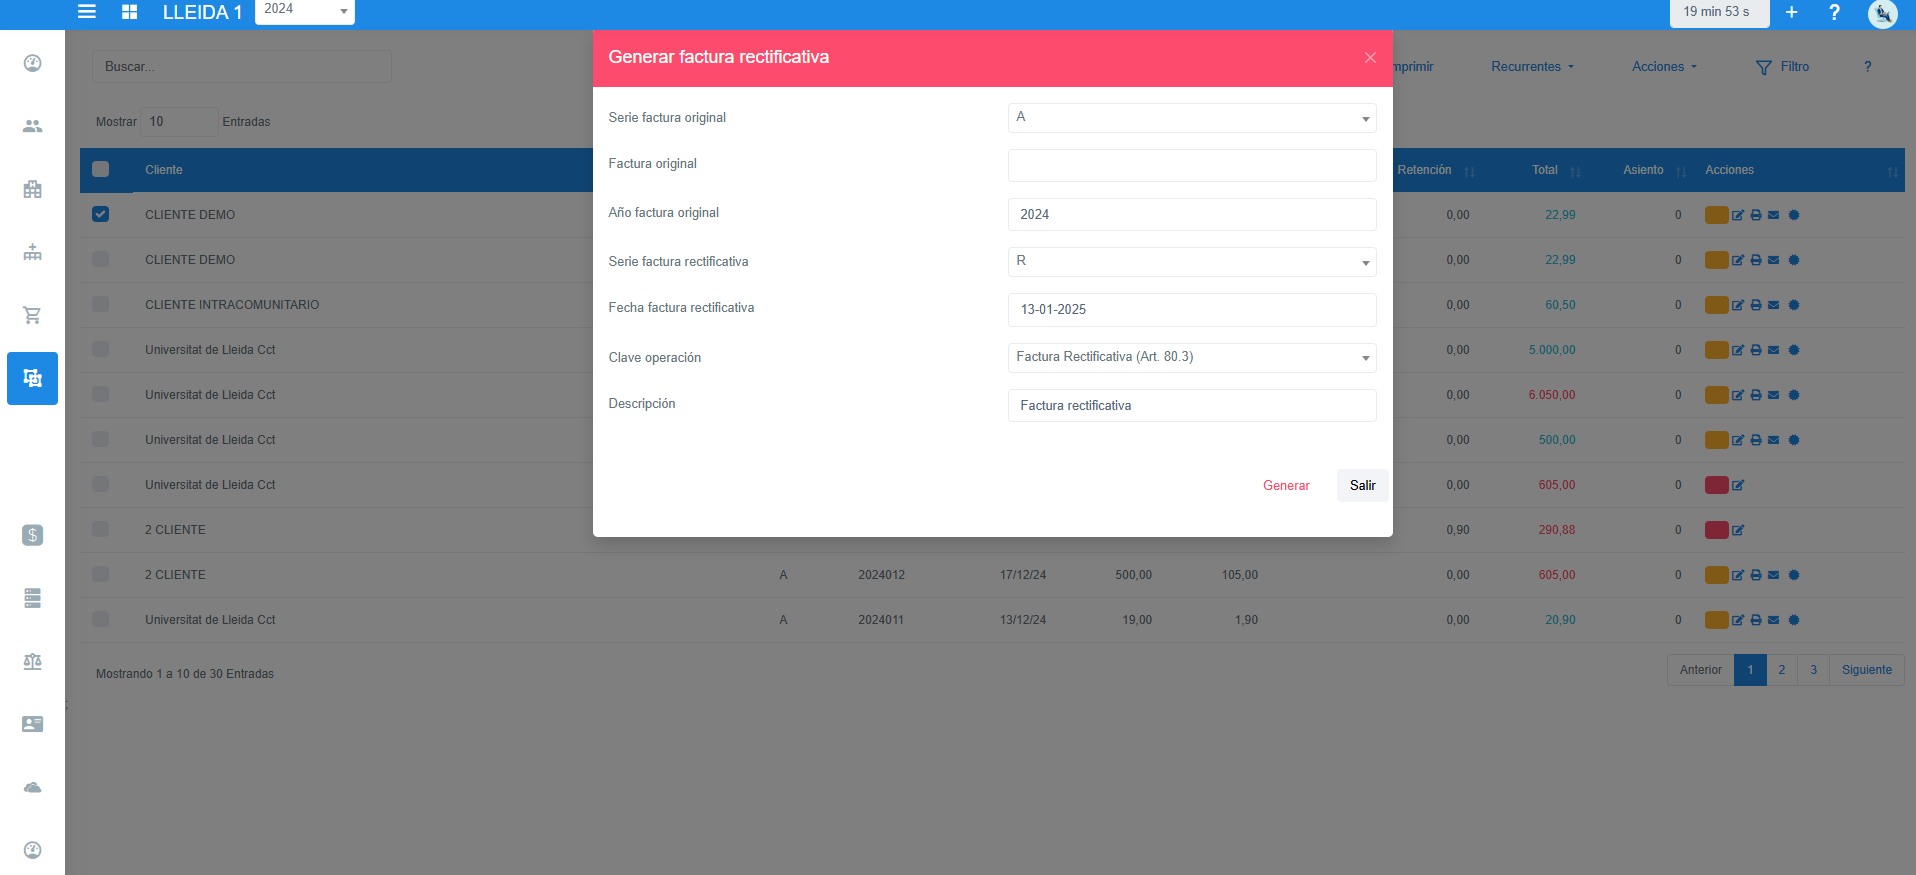 LLEIDA 1 2024 19 min 53 s + ?
Generar factura rectificativa ×
Buscar... mprimir Recurrentes Acciones Filtro ?
Serie factura original A
Mostrar 10 Entradas
Factura original
Cliente Retención Total Asiento Acciones
Año factura original 2024
CLIENTE DEMO 0,00 22,99 0
Serie factura rectificativa R
CLIENTE DEMO 0,00 22,99 0
Fecha factura rectificativa 13-01-2025
CLIENTE INTRACOMUNITARIO 0,00 60,50 0
Clave operación Factura Rectificativa (Art. 80.3)
Universitat de Lleida Cct 0,00 5.000,00 0
Descripción Factura rectificativa
Universitat de Lleida Cct 0,00 6.050,00 0
Universitat de Lleida Cct 0,00 500,00 0
Generar Salir
Universitat de Lleida Cct 0,00 605,00 0
2 CLIENTE 0,90 290,88 0
2 CLIENTE A 2024012 17/12/24 500,00 105,00 0,00 605,00 0
Universitat de Lleida Cct A 2024011 13/12/24 19,00 1,90 0,00 20,90 0
Mostrando 1 a 10 de 30 Entradas Anterior 1 2 3 Siguiente